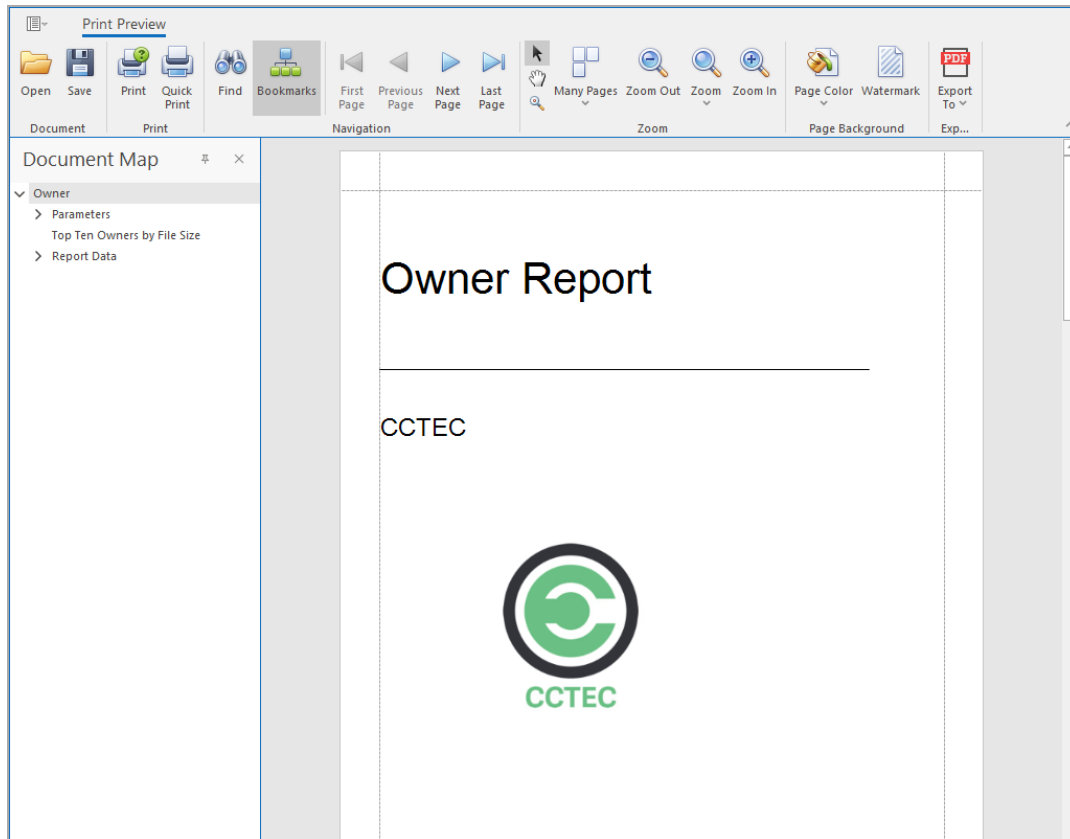 Print Preview
Open Save Print Quick Print Find Bookmarks First Page Previous Page Next Page Last Page Many Pages Zoom Out Zoom Zoom In Page Color Watermark PDF Export To
Document Print Navigation Zoom Page Background Exp...
Document Map
Owner
Parameters
Top Ten Owners by File Size
Report Data
Owner Report
CCTEC
CCTEC